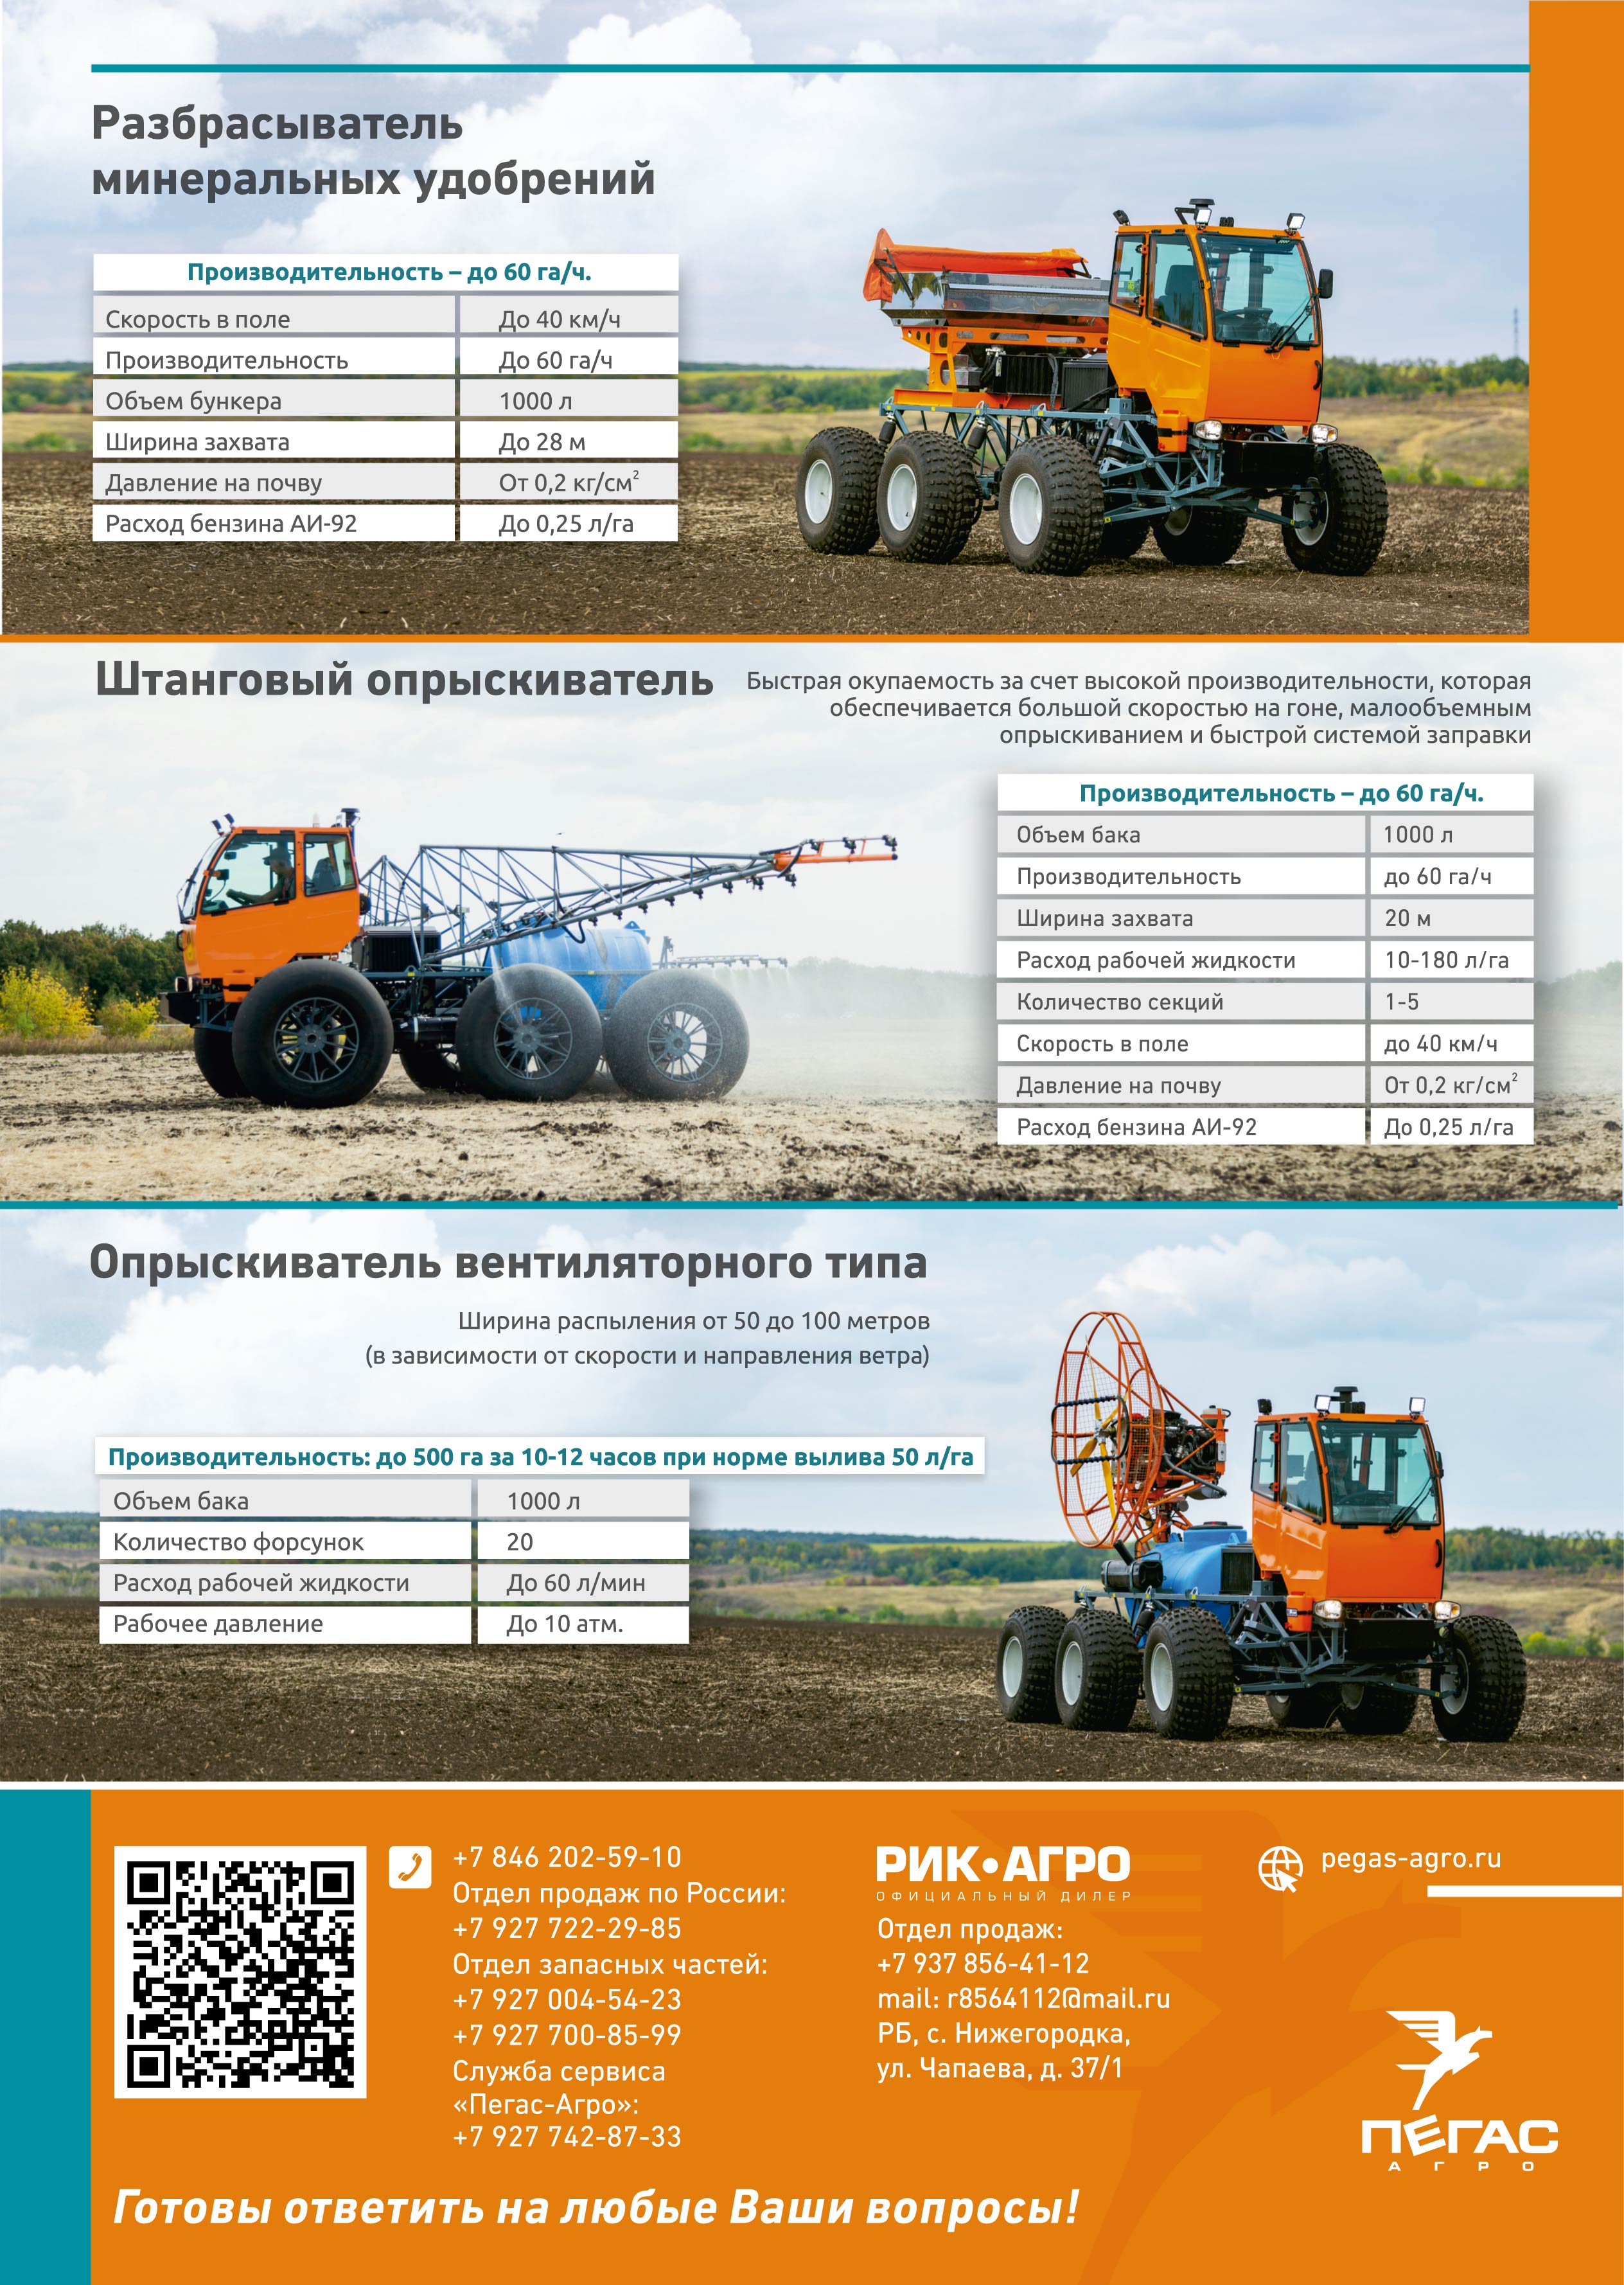 Разбрасыватель
минеральных удобрений
Производительность – до 60 га/ч.
Скорость в поле До 40 км/ч
Производительность До 60 га/ч
Объем бункера 1000 л
Ширина захвата До 28 м
Давление на почву От 0,2 кг/см²
Расход бензина АИ-92 До 0,25 л/га
Штанговый опрыскиватель
Быстрая окупаемость за счет высокой производительности, которая
обеспечивается большой скоростью на гоне, малообъемным
опрыскиванием и быстрой системой заправки
Производительность – до 60 га/ч.
Объем бака 1000 л
Производительность до 60 га/ч
Ширина захвата 20 м
Расход рабочей жидкости 10-180 л/га
Количество секций 1-5
Скорость в поле до 40 км/ч
Давление на почву От 0,2 кг/см²
Расход бензина АИ-92 До 0,25 л/га
Опрыскиватель вентиляторного типа
Ширина распыления от 50 до 100 метров
(в зависимости от скорости и направления ветра)
Производительность: до 500 га за 10-12 часов при норме вылива 50 л/га
Объем бака 1000 л
Количество форсунок 20
Расход рабочей жидкости До 60 л/мин
Рабочее давление До 10 атм.
+7 846 202-59-10
Отдел продаж по России:
+7 927 722-29-85
Отдел запасных частей:
+7 927 004-54-23
+7 927 700-85-99
Служба сервиса
«Пегас-Агро»:
+7 927 742-87-33
РИК•АГРО
ОФИЦИАЛЬНЫЙ ДИЛЕР
Отдел продаж:
+7 937 856-41-12
mail: r8564112@mail.ru
РБ, с. Нижегородка,
ул. Чапаева, д. 37/1
pegas-agro.ru
ПЕГАС
АГРО
Готовы ответить на любые Ваши вопросы!